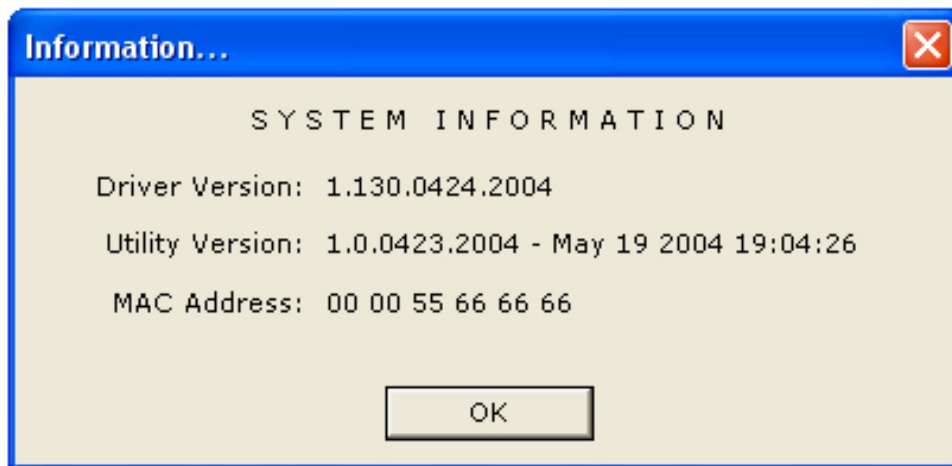 Information...
SYSTEM INFORMATION
Driver Version: 1.130.0424.2004
Utility Version: 1.0.0423.2004 - May 19 2004 19:04:26
MAC Address: 00 00 55 66 66 66
OK